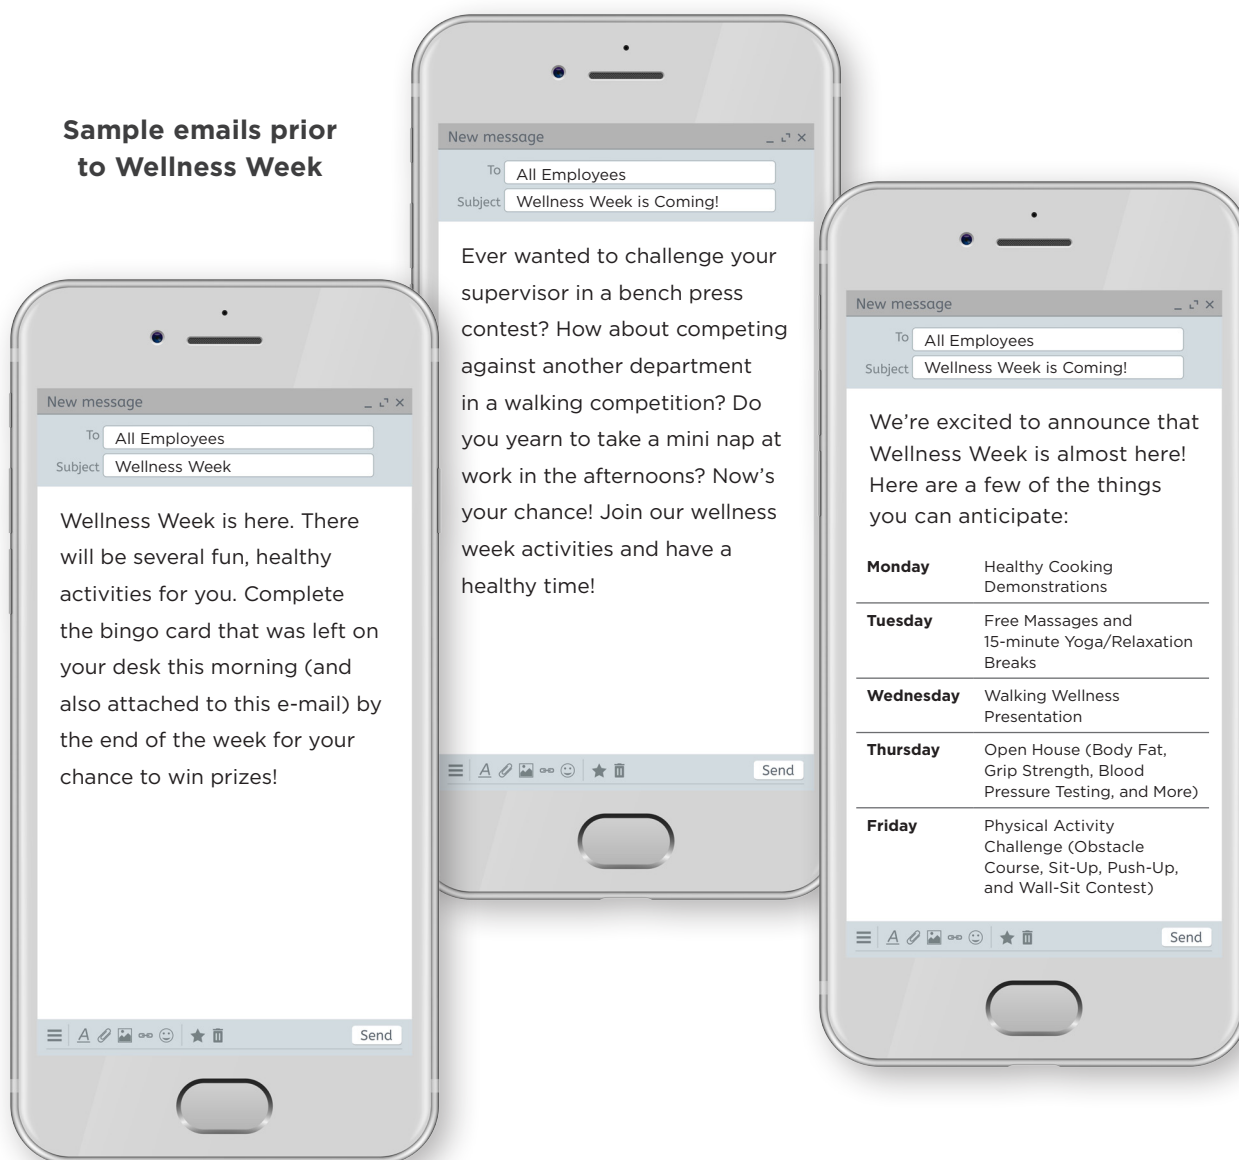 Sample emails prior
to Wellness Week
New message
To
All Employees
Subject
Wellness Week
Wellness Week is here. There
will be several fun, healthy
activities for you. Complete
the bingo card that was left on
your desk this morning (and
also attached to this e-mail) by
the end of the week for your
chance to win prizes!
A
Send
New message
To
All Employees
Subject
Wellness Week is Coming!
Ever wanted to challenge your
supervisor in a bench press
contest? How about competing
against another department
in a walking competition? Do
you yearn to take a mini nap at
work in the afternoons? Now’s
your chance! Join our wellness
week activities and have a
healthy time!
A
Send
New message
To
All Employees
Subject
Wellness Week is Coming!
We’re excited to announce that
Wellness Week is almost here!
Here are a few of the things
you can anticipate:
Monday
Healthy Cooking
Demonstrations
Tuesday
Free Massages and
15-minute Yoga/Relaxation
Breaks
Wednesday
Walking Wellness
Presentation
Thursday
Open House (Body Fat,
Grip Strength, Blood
Pressure Testing, and More)
Friday
Physical Activity
Challenge (Obstacle
Course, Sit-Up, Push-Up,
and Wall-Sit Contest)
A
Send